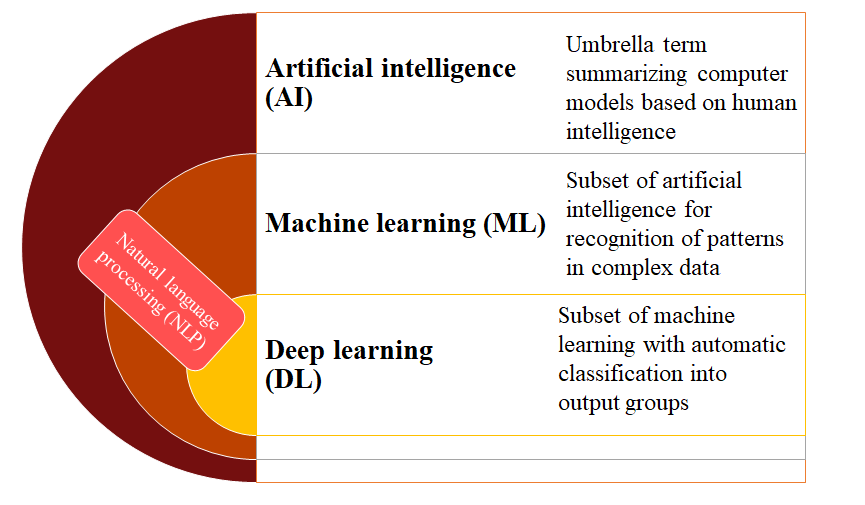 Artificial intelligence
(AI)
Umbrella term
summarizing computer
models based on human
intelligence
Machine learning (ML)
Subset of artificial
intelligence for
recognition of patterns
in complex data
Natural language
processing (NLP)
Deep learning
(DL)
Subset of machine
learning with automatic
classification into
output groups